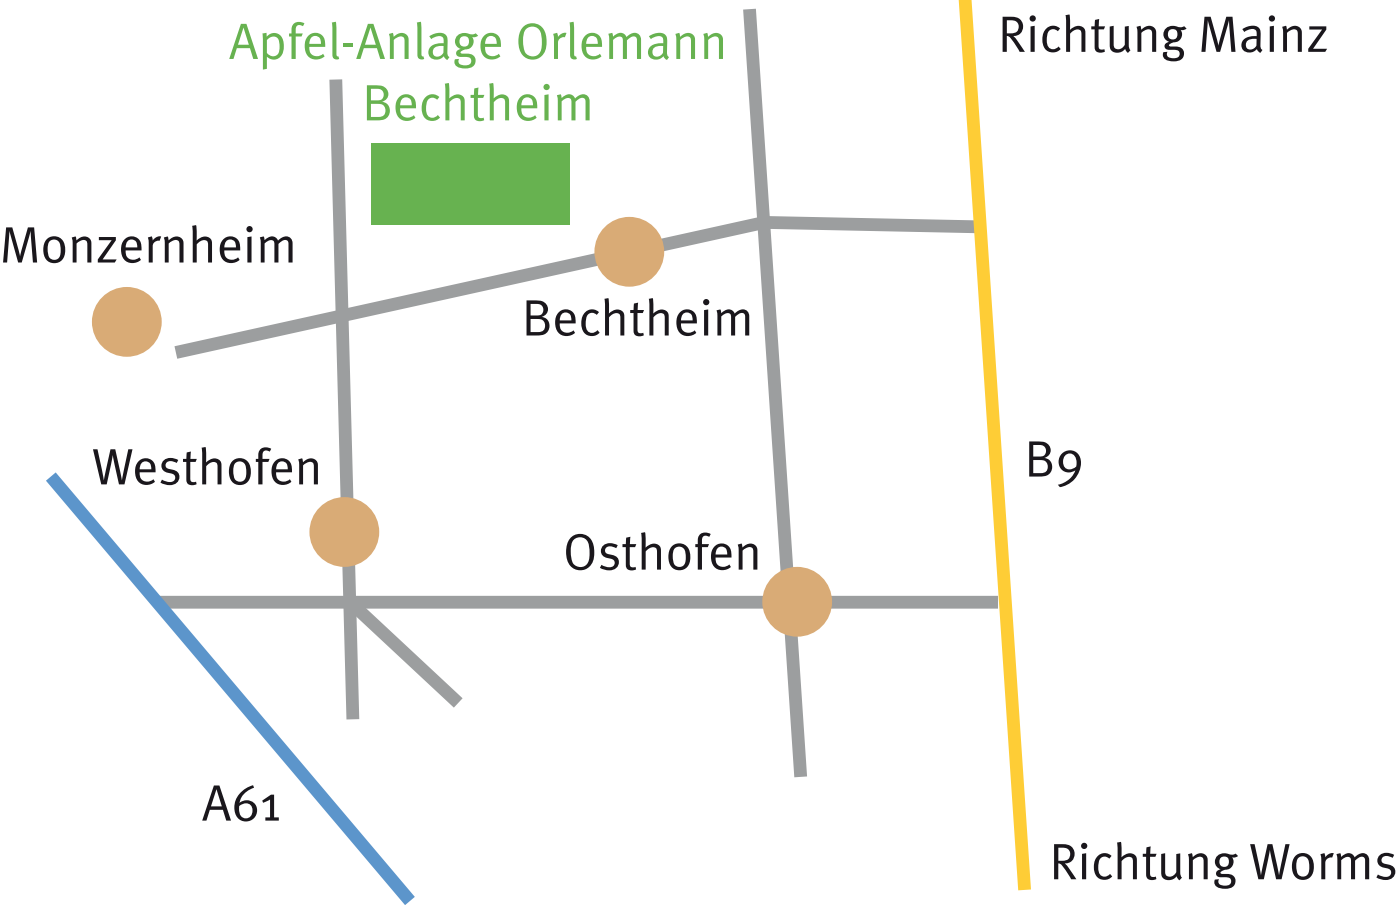 Apfel-Anlage Orlemann
Bechtheim
Richtung Mainz
Monzernheim
Bechtheim
Westhofen
B9
Osthofen
A61
Richtung Worms